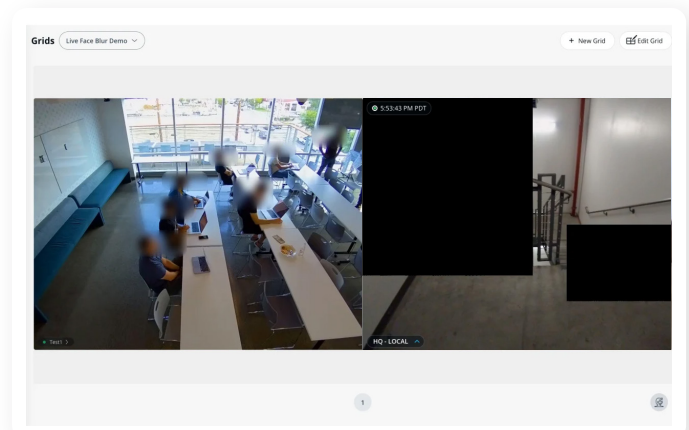 Grids
Live Face Blur Demo
+ New Grid
Edit Grid
5:53:43 PM PDT
Test1
HQ - LOCAL
1